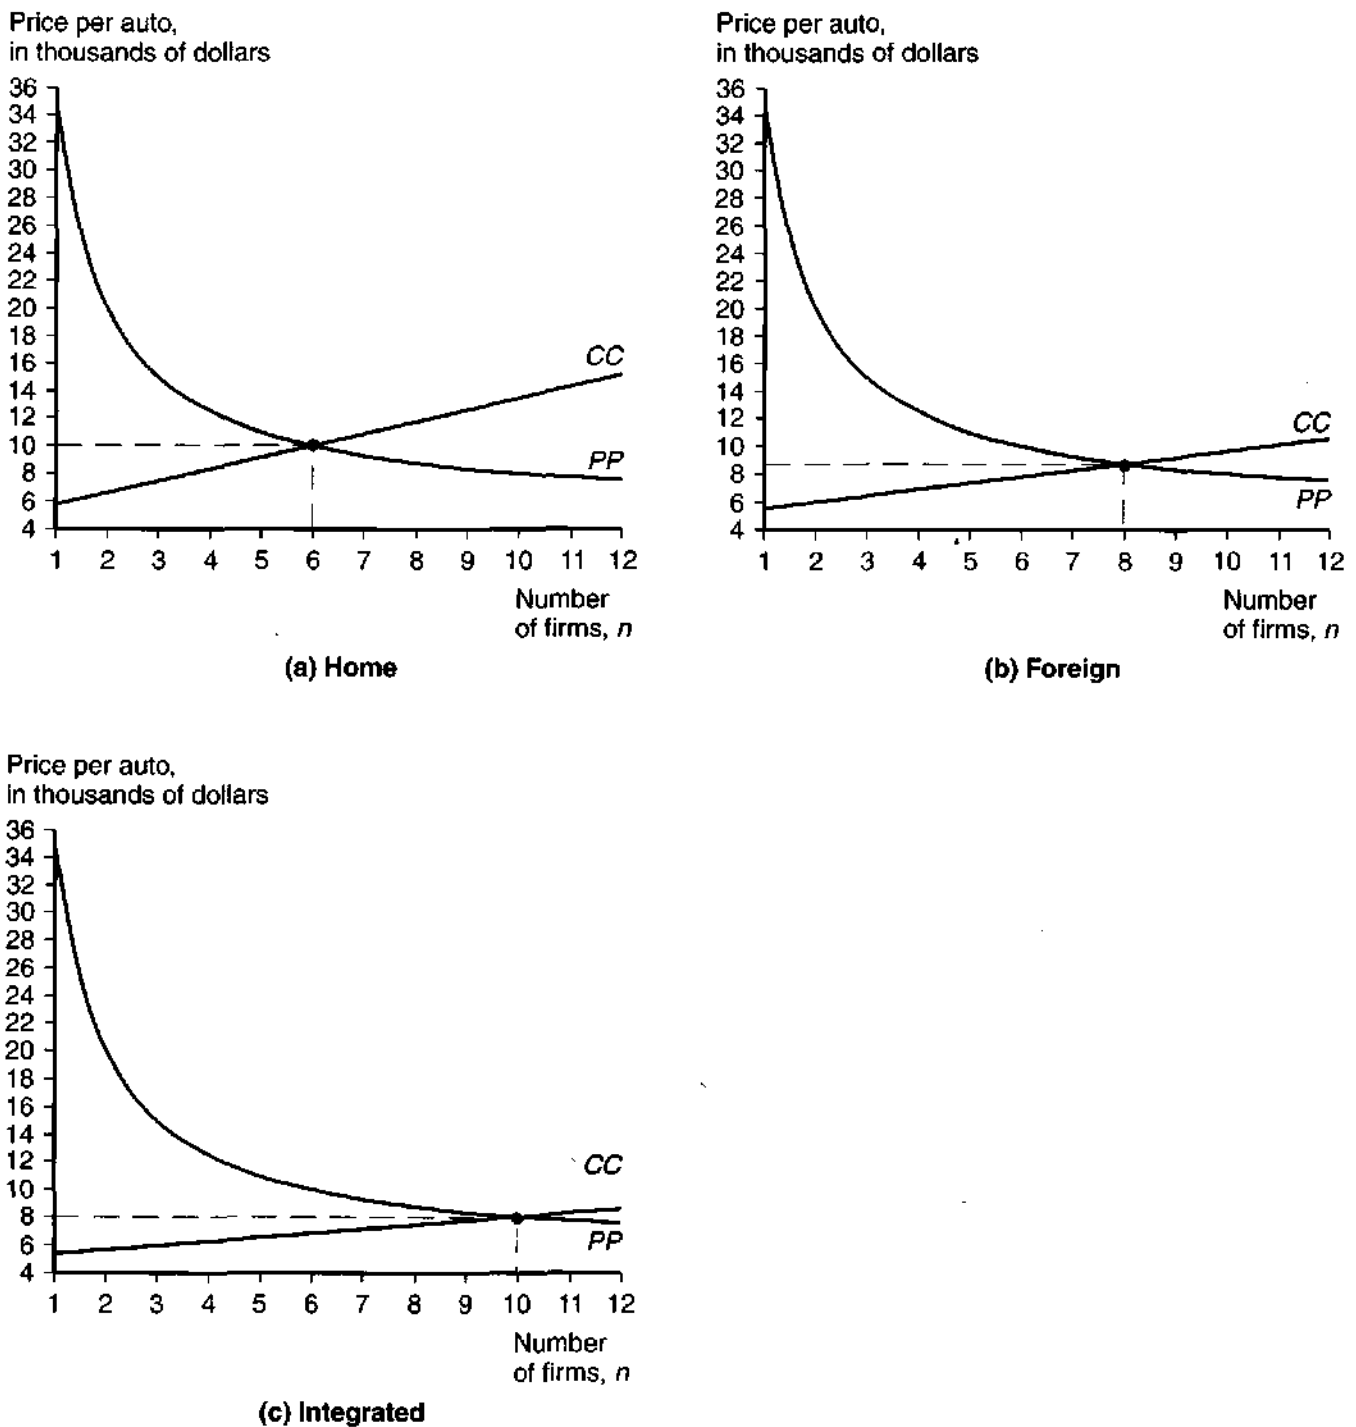 Price per auto,
in thousands of dollars
36
34
32
30
28
26
24
22
20
18
16
14
12
10
8
6
4
CC
PP
1 2 3 4 5 6 7 8 9 10 11 12
Number
of firms, n
(a) Home
Price per auto,
in thousands of dollars
36
34
32
30
28
26
24
22
20
18
16
14
12
10
8
6
4
CC
PP
1 2 3 4 5 6 7 8 9 10 11 12
Number
of firms, n
(b) Foreign
Price per auto,
in thousands of dollars
36
34
32
30
28
26
24
22
20
18
16
14
12
10
8
6
4
CC
PP
1 2 3 4 5 6 7 8 9 10 11 12
Number
of firms, n
(c) Integrated